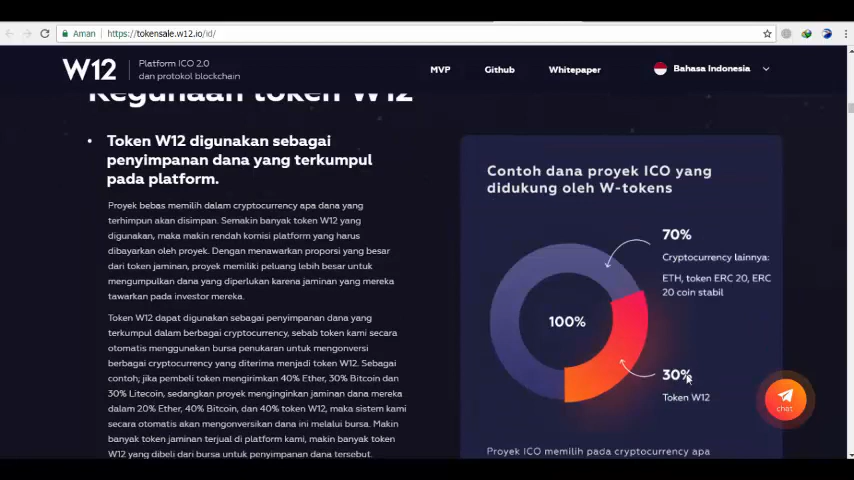 Aman https://tokensale.w12.io/id/
W12
Platform ICO 2.0
dan protokol blockchain
MVP
Github
Whitepaper
Bahasa Indonesia
Kegunaan token W12
• Token W12 digunakan sebagai
penyimpanan dana yang terkumpul
pada platform.
Proyek bebas memilih dalam cryptocurrency apa dana yang
terhimpun akan disimpan. Semakin banyak token W12 yang
digunakan, maka makin rendah komisi platform yang harus
dibayarkan oleh proyek. Dengan menawarkan proporsi yang besar
dari token jaminan, proyek memiliki peluang lebih besar untuk
mengumpulkan dana yang diperlukan karena jaminan yang mereka
tawarkan pada investor mereka.
Token W12 dapat digunakan sebagai penyimpanan dana yang
terkumpul dalam berbagai cryptocurrency, sebab token kami secara
otomatis menggunakan bursa penukaran untuk mengonversi
berbagai cryptocurrency yang diterima menjadi token W12. Sebagai
contoh, jika pembeli token mengirimkan 40% Ether, 30% Bitcoin dan
30% Litecoin, sedangkan proyek menginginkan jaminan dana mereka
dalam 20% Ether, 40% Bitcoin, dan 40% token W12, maka sistem kami
secara otomatis akan mengonversikan dana ini melalui bursa. Makin
banyak token jaminan terjual di platform kami, makin banyak token
W12 yang dibeli dari bursa untuk penyimpanan dana tersebut.
Contoh dana proyek ICO yang
didukung oleh W-tokens
70%
Cryptocurrency lainnya:
ETH, token ERC 20, ERC
20 coin stabil
100%
30%
Token W12
chat
Proyek ICO memilih pada cryptocurrency apa